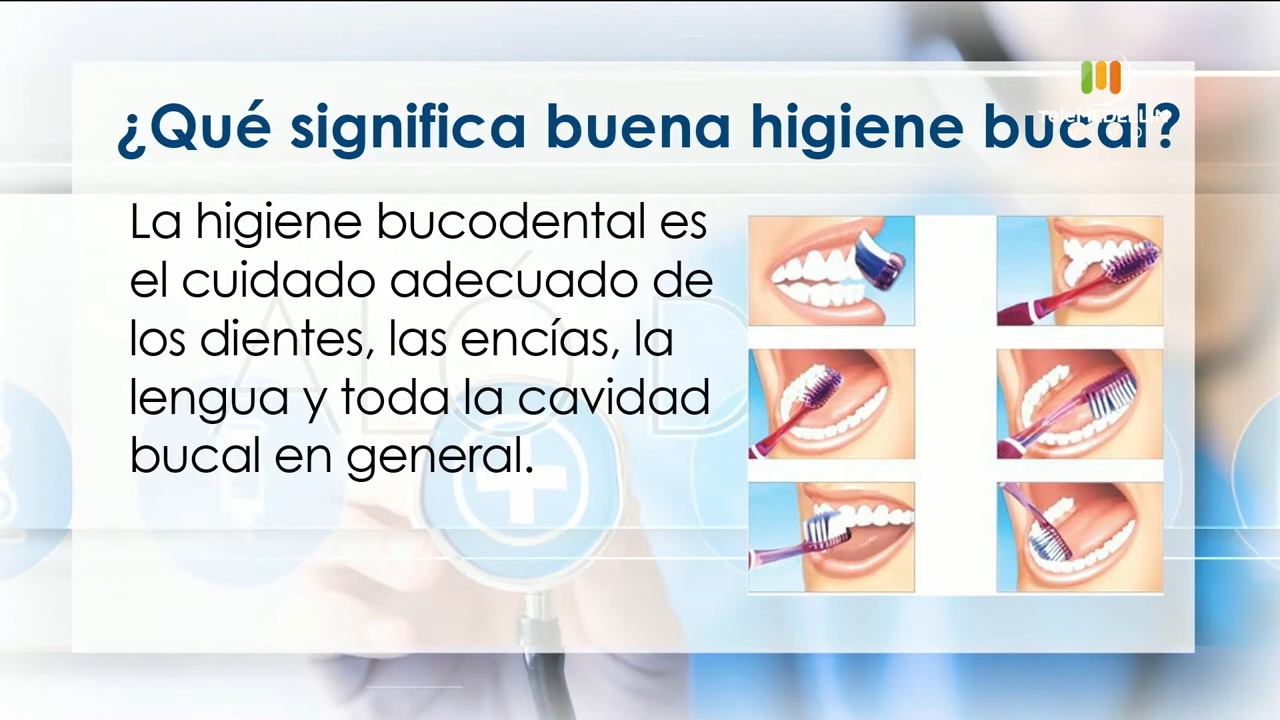 ¿Qué significa buena higiene bucal?
TeleMEDELLÍN
La higiene bucodental es
el cuidado adecuado de
los dientes, las encías, la
lengua y toda la cavidad
bucal en general.